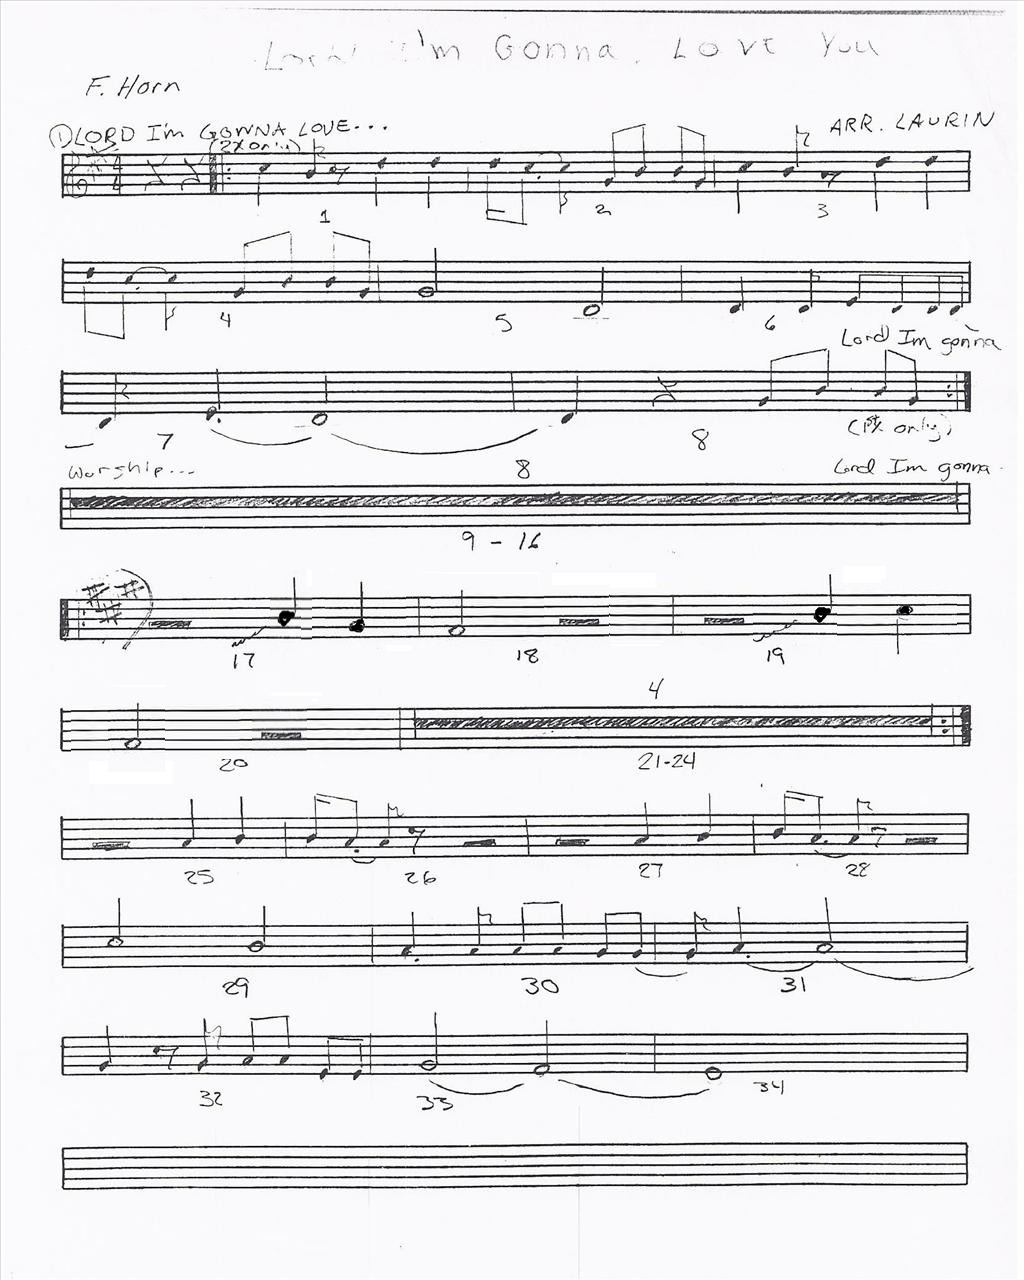 Lord I'm Gonna Love You
F. Horn
① LORD I'm GONNA LOVE...
ARR. LAURIN
(2x only)
4
4
1
2
3
4
5
6
Lord Im gonna
7
8
(1st x only)
Worship...
8
Lord Im gonna
9 - 16
17
18
19
4
20
21-24
25
26
27
28
29
30
31
32
33
34